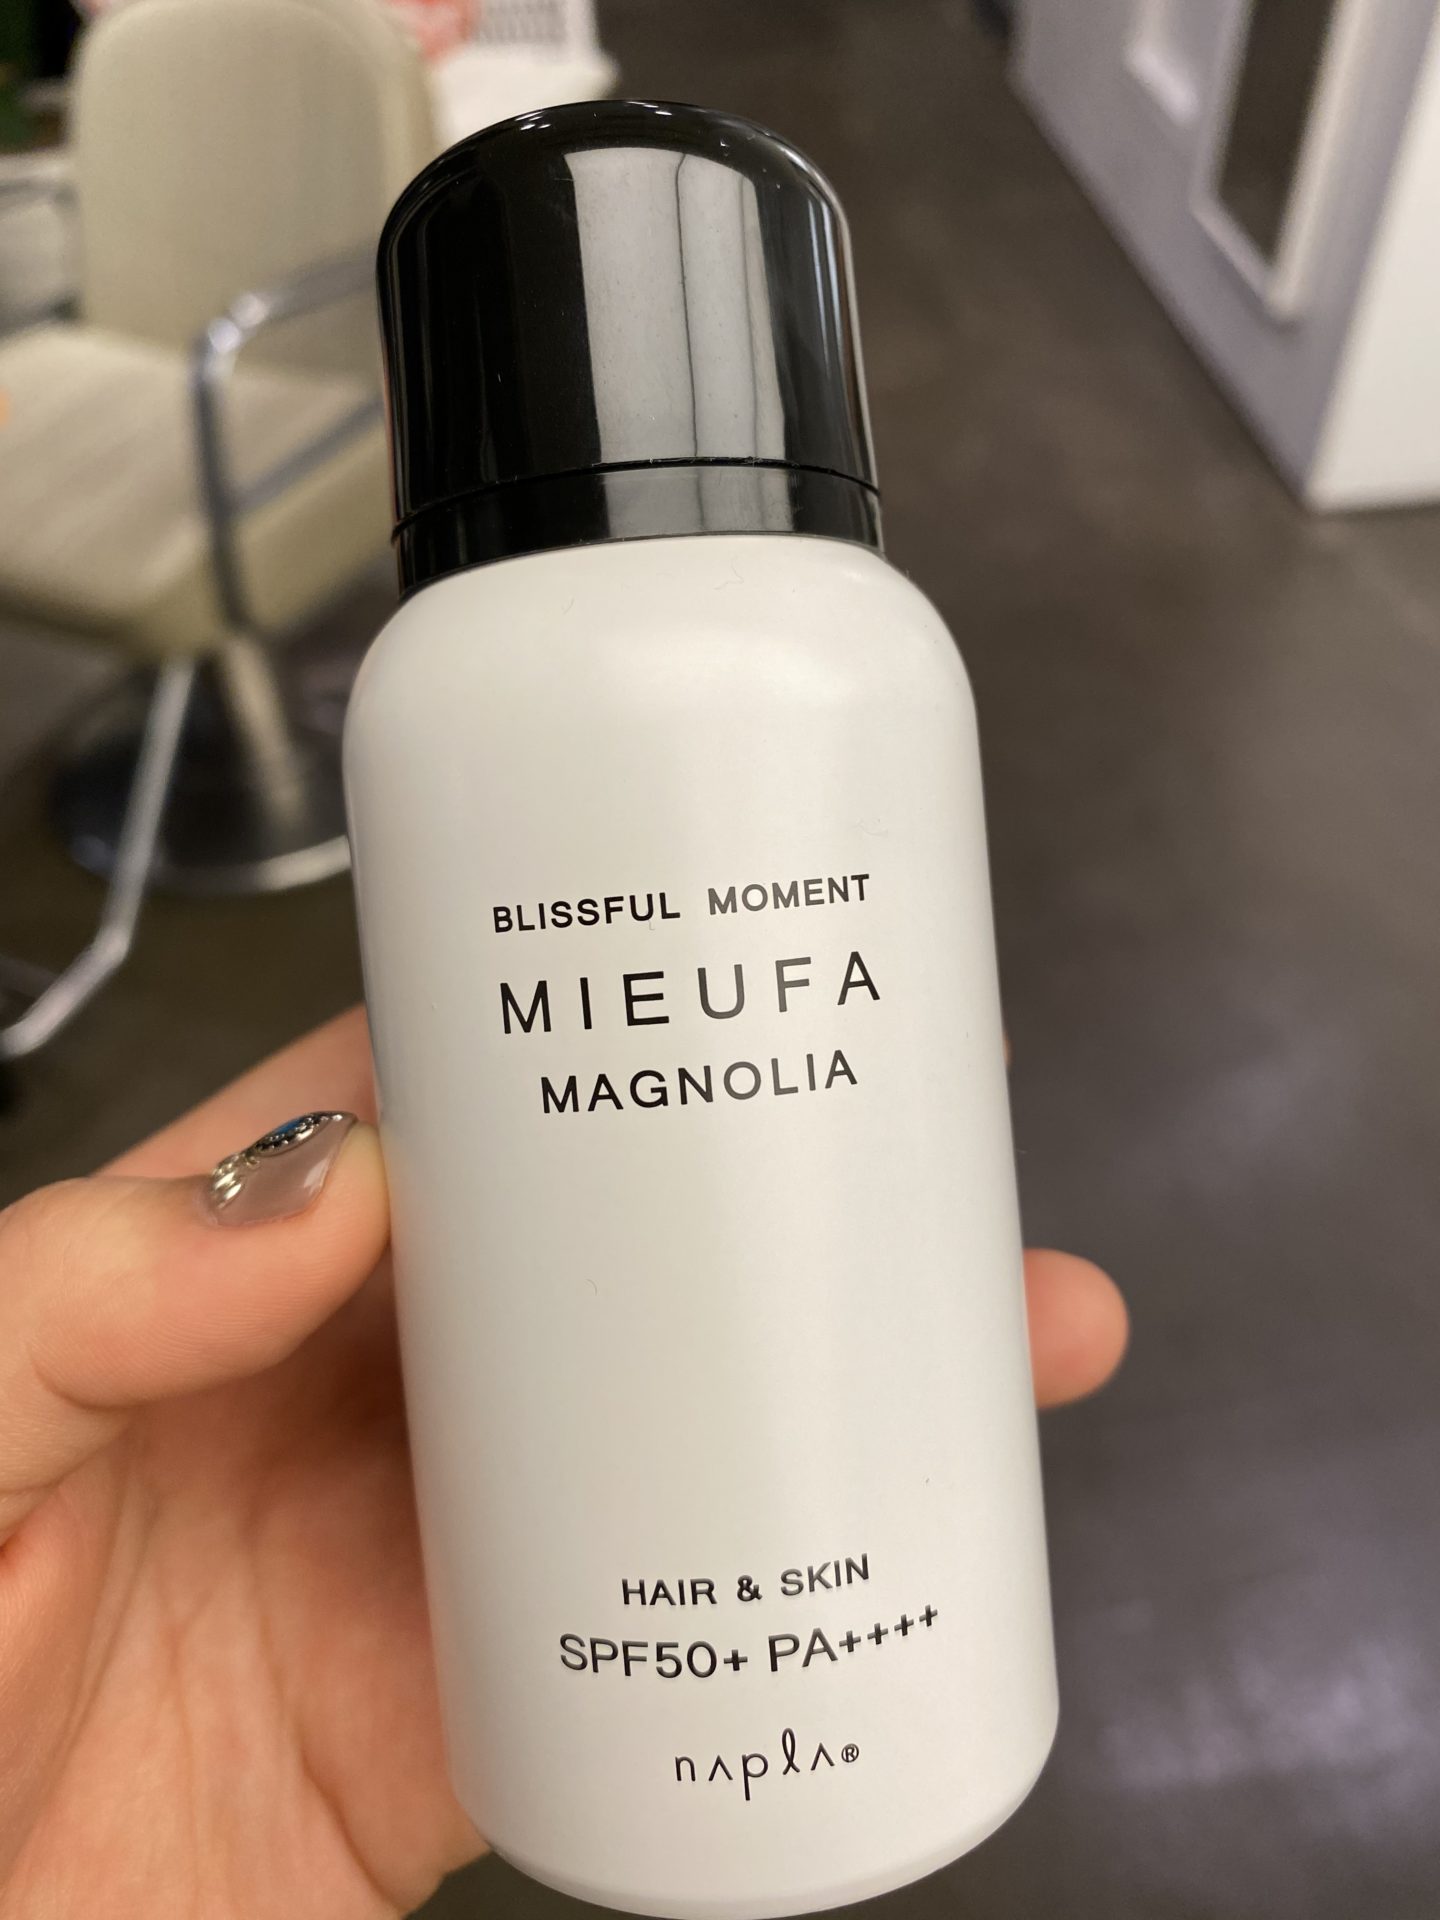 BLISSFUL MOMENT
MIEUFA
MAGNOLIA
HAIR & SKIN
SPF50+ PA++++
napla®